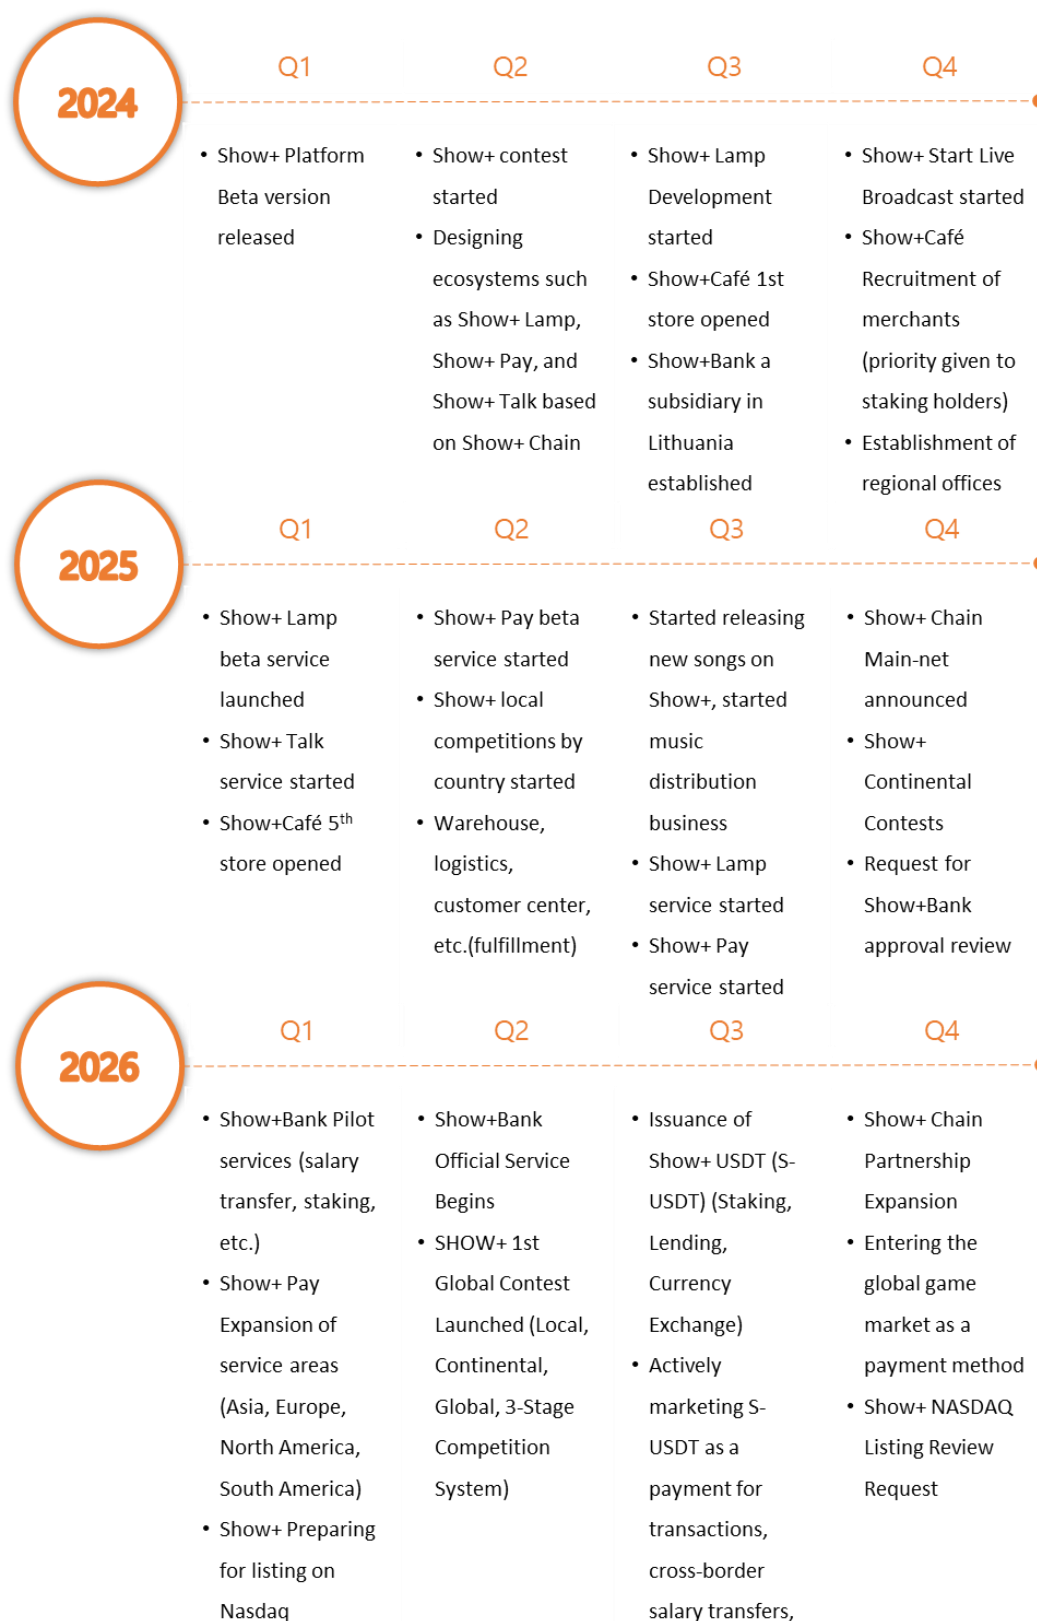 2024
Q1
Q2
Q3
Q4
• Show+ Platform
Beta version
released
• Show+ contest
started
• Designing
ecosystems such
as Show+ Lamp,
Show+ Pay, and
Show+ Talk based
on Show+ Chain
• Show+ Lamp
Development
started
• Show+Café 1st
store opened
• Show+Bank a
subsidiary in
Lithuania
established
• Show+ Start Live
Broadcast started
• Show+Café
Recruitment of
merchants
(priority given to
staking holders)
• Establishment of
regional offices
2025
Q1
Q2
Q3
Q4
• Show+ Lamp
beta service
launched
• Show+ Talk
service started
• Show+Café 5th
store opened
• Show+ Pay beta
service started
• Show+ local
competitions by
country started
• Warehouse,
logistics,
customer center,
etc.(fulfillment)
• Started releasing
new songs on
Show+, started
music
distribution
business
• Show+ Lamp
service started
• Show+ Pay
service started
• Show+ Chain
Main-net
announced
• Show+
Continental
Contests
• Request for
Show+Bank
approval review
2026
Q1
Q2
Q3
Q4
• Show+Bank Pilot
services (salary
transfer, staking,
etc.)
• Show+ Pay
Expansion of
service areas
(Asia, Europe,
North America,
South America)
• Show+ Preparing
for listing on
Nasdaq
• Show+Bank
Official Service
Begins
• SHOW+ 1st
Global Contest
Launched (Local,
Continental,
Global, 3-Stage
Competition
System)
• Issuance of
Show+ USDT (S-
USDT) (Staking,
Lending,
Currency
Exchange)
• Actively
marketing S-
USDT as a
payment for
transactions,
cross-border
salary transfers,
• Show+ Chain
Partnership
Expansion
• Entering the
global game
market as a
payment method
• Show+ NASDAQ
Listing Review
Request